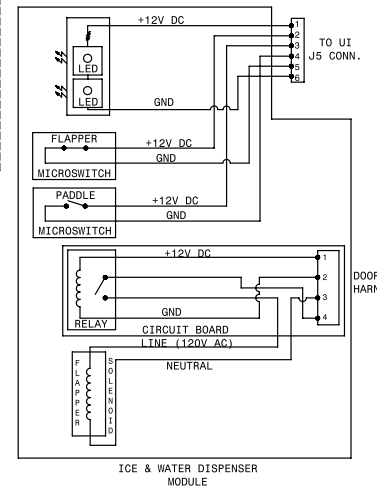 +12V DC
1
2
3
4
5
6
TO UI
J5 CONN.
LED
LED
GND
FLAPPER
+12V DC
GND
MICROSWITCH
PADDLE
+12V DC
GND
MICROSWITCH
+12V DC
1
2
3
4
DOOR
HARN
GND
RELAY
CIRCUIT BOARD
LINE (120V AC)
NEUTRAL
FLAPPER
SOLENOID
ICE & WATER DISPENSER
MODULE